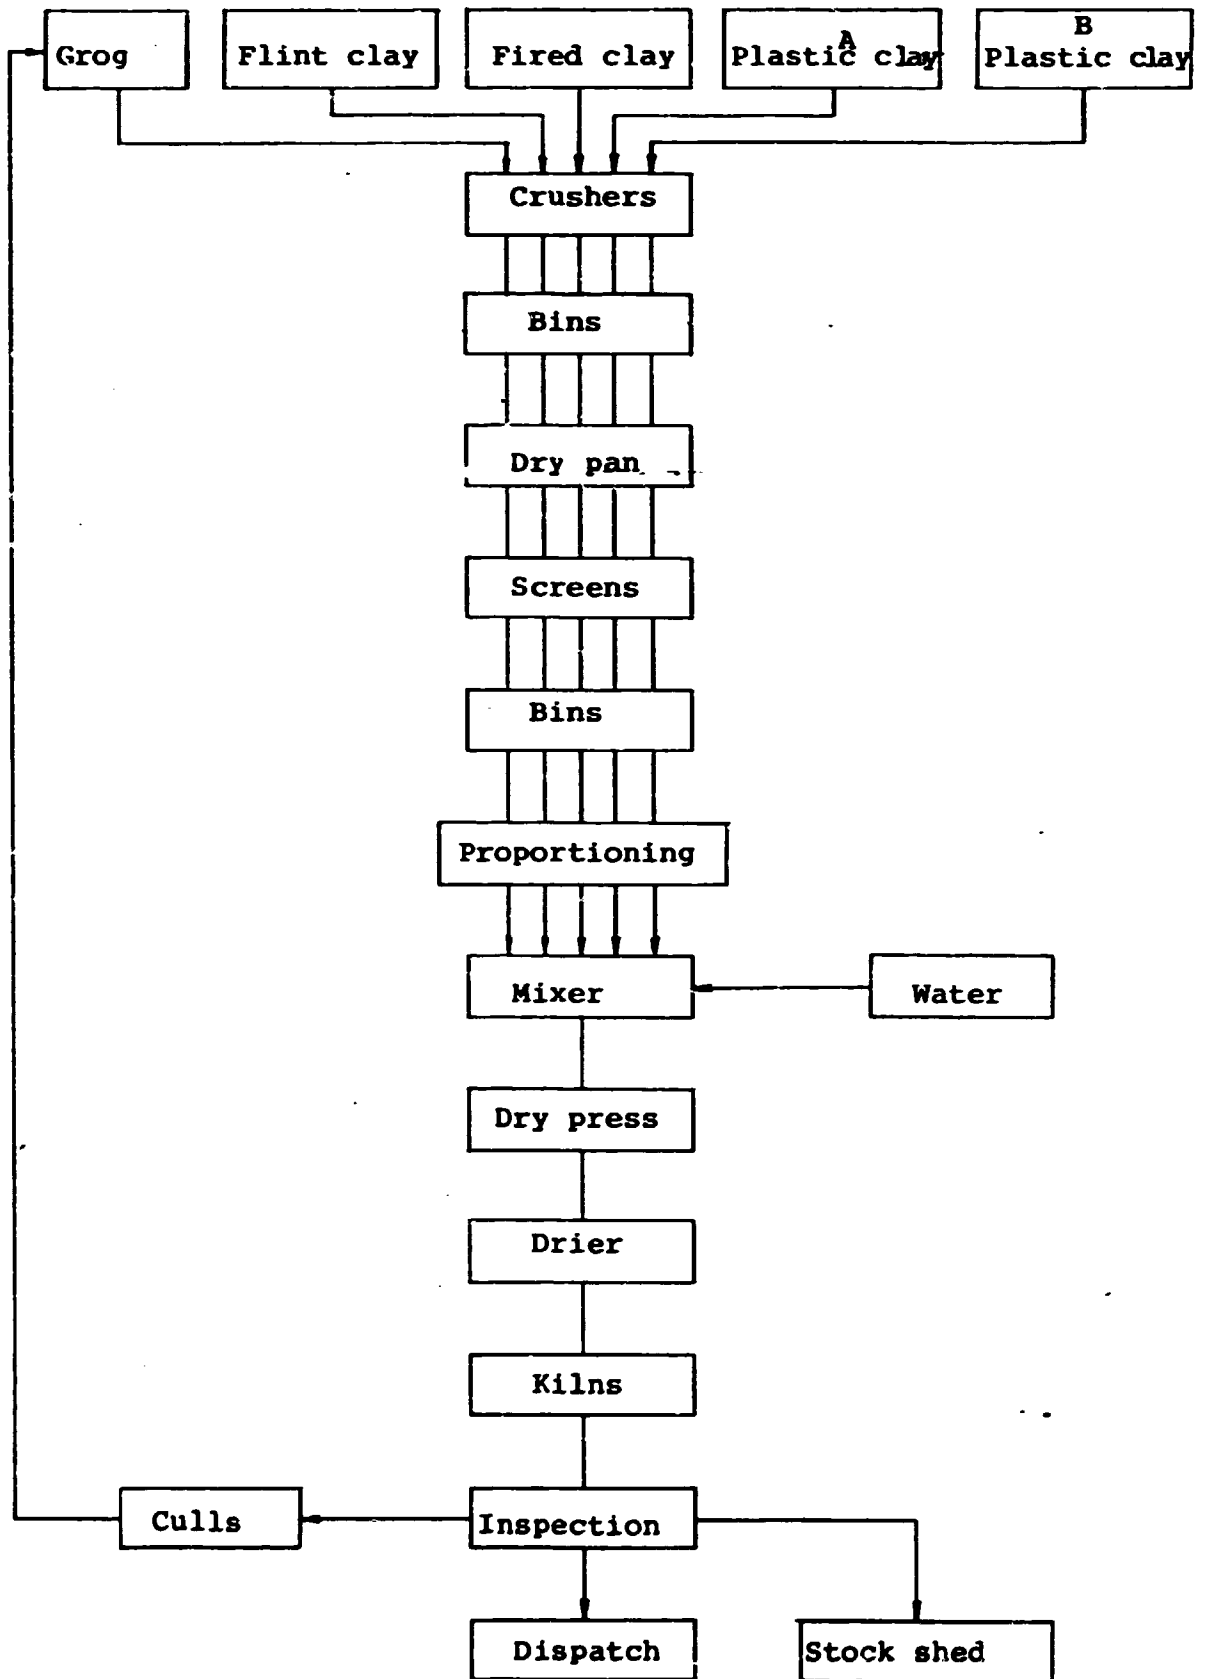 Grog
Flint clay
Fired clay
A
Plastic clay
B
Plastic clay
Crushers
Bins
Dry pan
Screens
Bins
Proportioning
Mixer
Water
Dry press
Drier
Kilns
Culls
Inspection
Dispatch
Stock shed